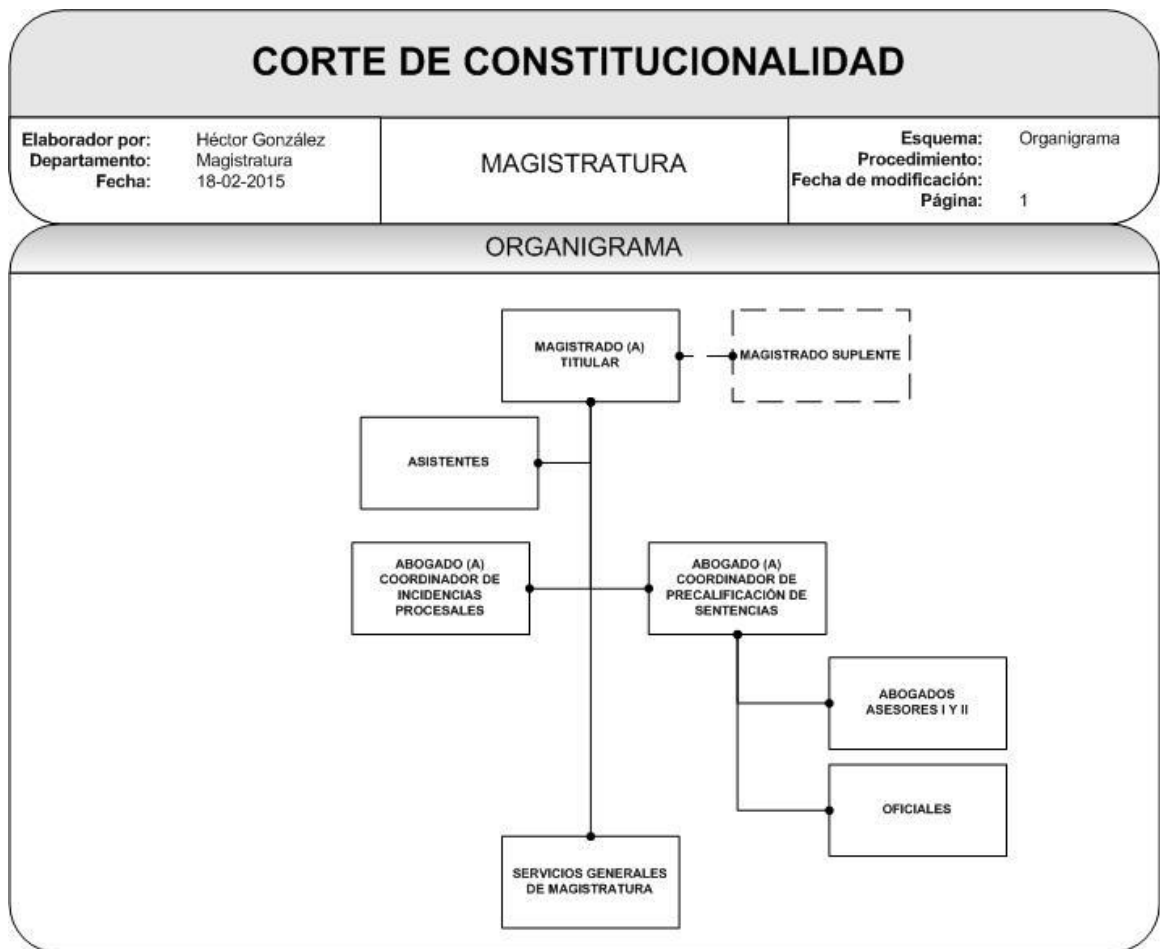 CORTE DE CONSTITUCIONALIDAD
Elaborador por: Héctor González
Departamento: Magistratura
Fecha: 18-02-2015
MAGISTRATURA
Esquema: Organigrama
Procedimiento:
Fecha de modificación:
Página: 1
ORGANIGRAMA
MAGISTRADO (A)
TITIULAR
MAGISTRADO SUPLENTE
ASISTENTES
ABOGADO (A)
COORDINADOR DE
INCIDENCIAS
PROCESALES
ABOGADO (A)
COORDINADOR DE
PRECALIFICACIÓN DE
SENTENCIAS
ABOGADOS
ASESORES I Y II
OFICIALES
SERVICIOS GENERALES
DE MAGISTRATURA